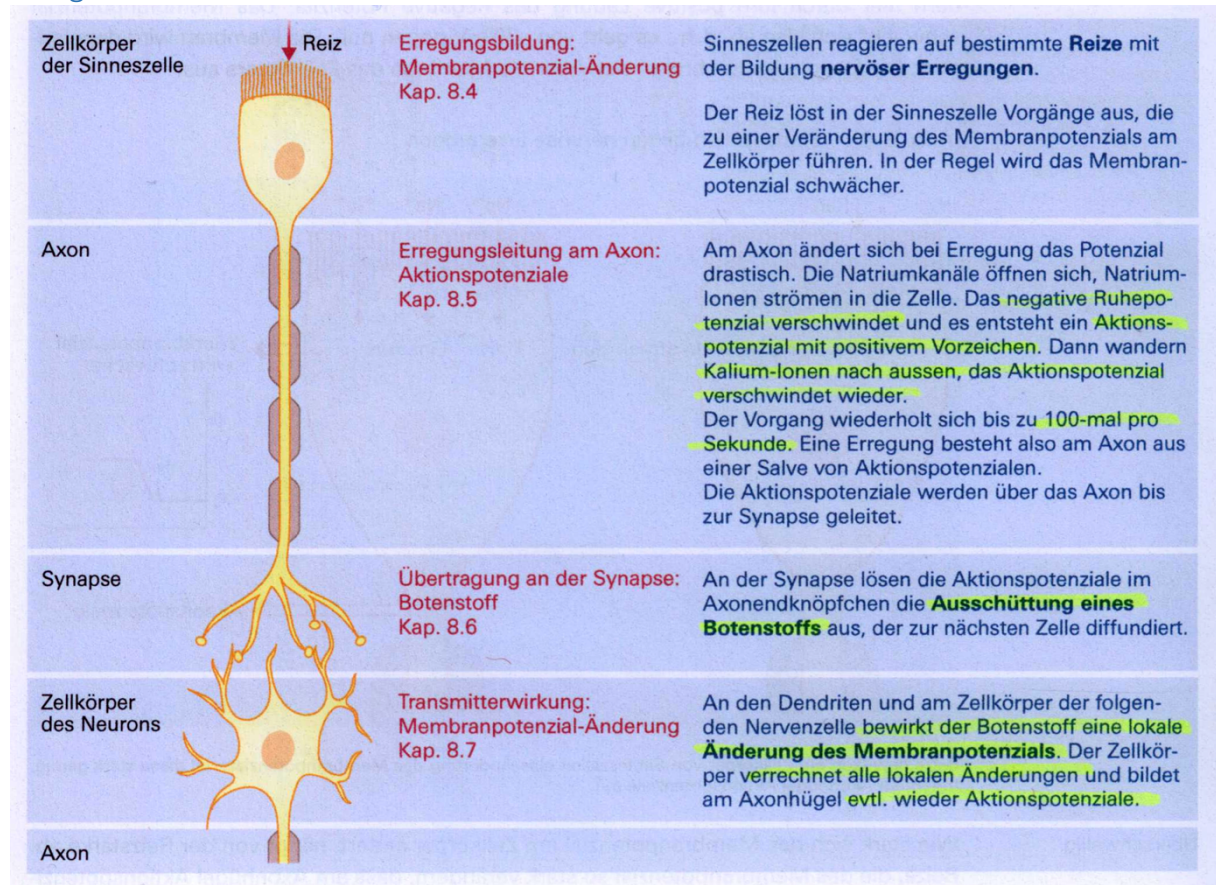 Zellkörper
der Sinneszelle
Reiz
Erregungsbildung:
Membranpotenzial-Änderung
Kap. 8.4
Sinneszellen reagieren auf bestimmte Reize mit
der Bildung nervöser Erregungen.
Der Reiz löst in der Sinneszelle Vorgänge aus, die
zu einer Veränderung des Membranpotenzials am
Zellkörper führen. In der Regel wird das Membran-
potenzial schwächer.
Axon
Erregungsleitung am Axon:
Aktionspotenziale
Kap. 8.5
Am Axon ändert sich bei Erregung das Potenzial
drastisch. Die Natriumkanäle öffnen sich, Natrium-
Ionen strömen in die Zelle. Das negative Ruhepo-
tenzial verschwindet und es entsteht ein Aktions-
potenzial mit positivem Vorzeichen. Dann wandern
Kalium-Ionen nach aussen, das Aktionspotenzial
verschwindet wieder.
Der Vorgang wiederholt sich bis zu 100-mal pro
Sekunde. Eine Erregung besteht also am Axon aus
einer Salve von Aktionspotenzialen.
Die Aktionspotenziale werden über das Axon bis
zur Synapse geleitet.
Synapse
Übertragung an der Synapse:
Botenstoff
Kap. 8.6
An der Synapse lösen die Aktionspotenziale im
Axonendknöpfchen die Ausschüttung eines
Botenstoffs aus, der zur nächsten Zelle diffundiert.
Zellkörper
des Neurons
Transmitterwirkung:
Membranpotenzial-Änderung
Kap. 8.7
An den Dendriten und am Zellkörper der folgen-
den Nervenzelle bewirkt der Botenstoff eine lokale
Änderung des Membranpotenzials. Der Zellkör-
per verrechnet alle lokalen Änderungen und bildet
am Axonhügel evtl. wieder Aktionspotenziale.
Axon